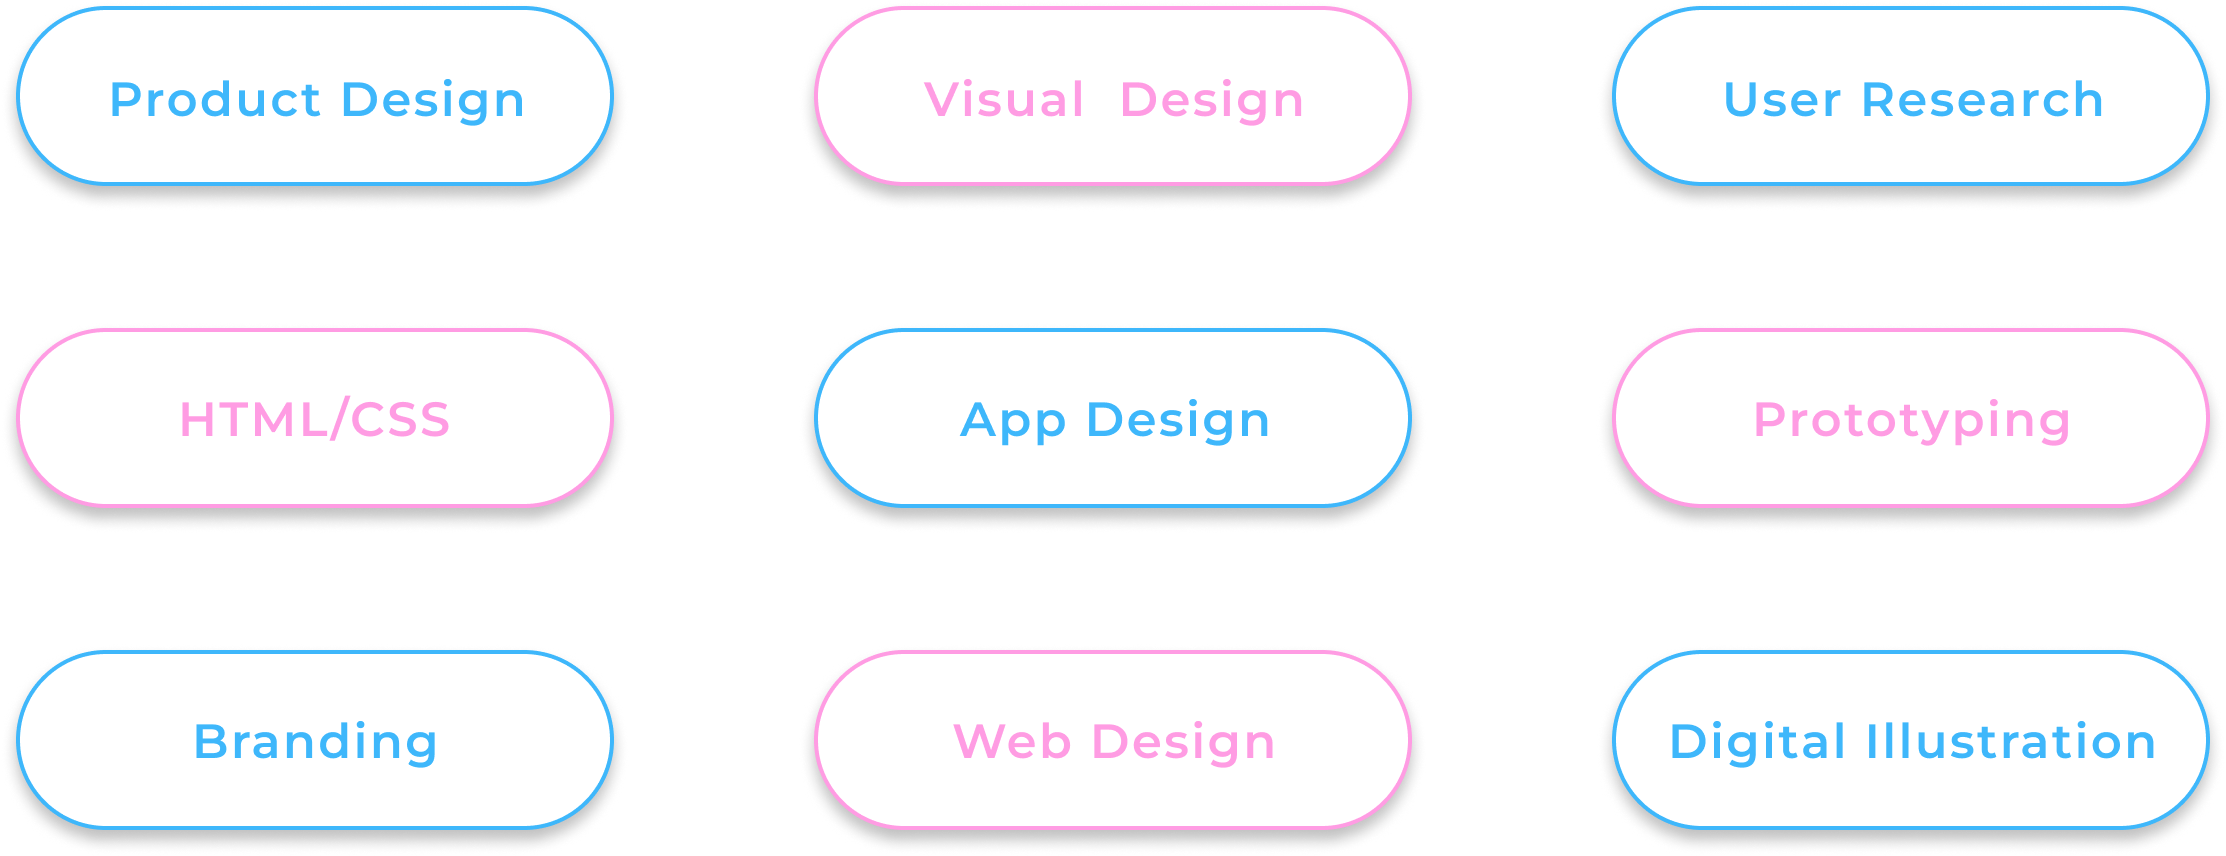 Product Design
Visual  Design
User Research
HTML/CSS
App Design
Prototyping
Branding
Web Design
Digital Illustration